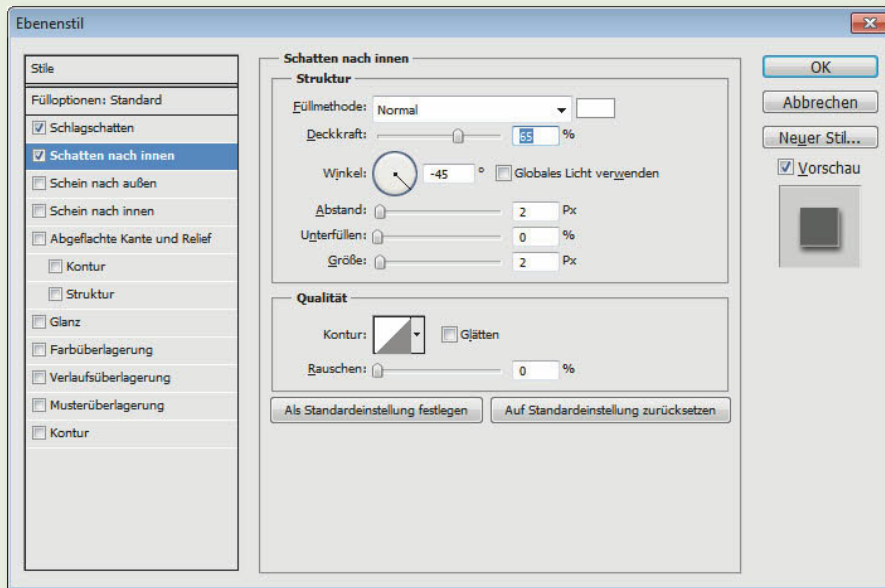 Ebenenstil
Stile
Fülloptionen: Standard
Schlagschatten
Schatten nach innen
Schein nach außen
Schein nach innen
Abgeflachte Kante und Relief
Kontur
Struktur
Glanz
Farbüberlagerung
Verlaufsüberlagerung
Musterüberlagerung
Kontur
Schatten nach innen
Struktur
Füllmethode: Normal
Deckkraft: 65 %
Winkel: -45 ° Globales Licht verwenden
Abstand: 2 Px
Unterfüllen: 0 %
Größe: 2 Px
Qualität
Kontur: Glätten
Rauschen: 0 %
Als Standardeinstellung festlegen Auf Standardeinstellung zurücksetzen
OK
Abbrechen
Neuer Stil...
Vorschau